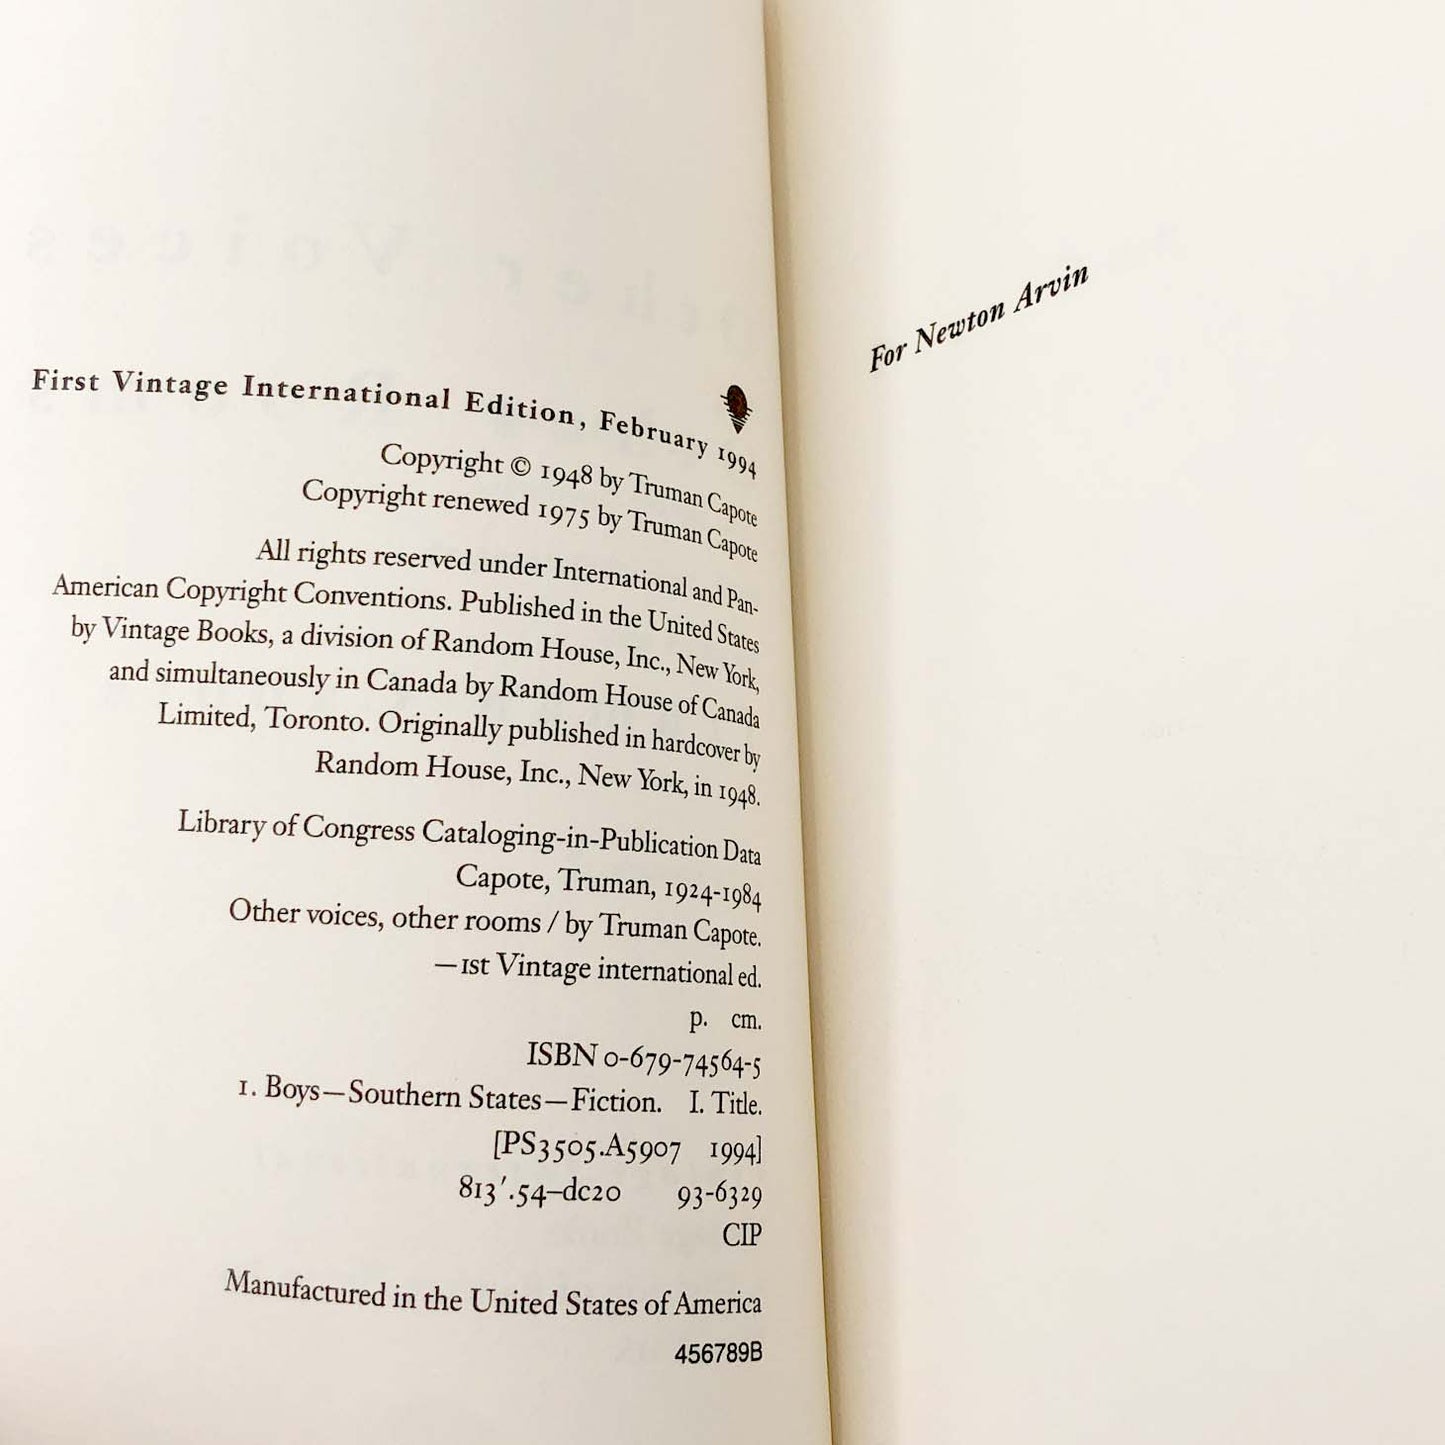 First Vintage International Edition, February 1994
Copyright © 1948 by Truman Capote
Copyright renewed 1975 by Truman Capote
All rights reserved under International and Pan-
American Copyright Conventions. Published in the United States
by Vintage Books, a division of Random House, Inc., New York,
and simultaneously in Canada by Random House of Canada
Limited, Toronto. Originally published in hardcover by
Random House, Inc., New York, in 1948.
Library of Congress Cataloging-in-Publication Data
Capote, Truman, 1924-1984
Other voices, other rooms / by Truman Capote.
—1st Vintage international ed.
p. cm.
ISBN 0-679-74564-5
1. Boys—Southern States—Fiction. I. Title.
[PS3505.A5907 1994]
813′.54–dc20 93-6329
CIP
Manufactured in the United States of America
456789B
For Newton Arvin